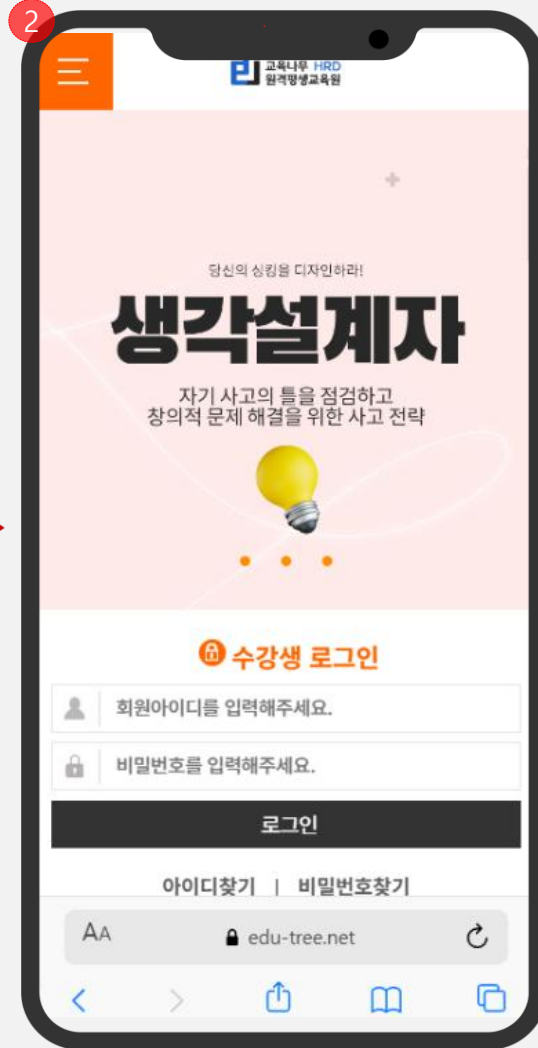 2
교육나무 HRD
원격평생교육원
당신의 싱킹을 디자인하라!
생각설계자
자기 사고의 틀을 점검하고
창의적 문제 해결을 위한 사고 전략
수강생 로그인
회원아이디를 입력해주세요.
비밀번호를 입력해주세요.
로그인
아이디찾기 | 비밀번호찾기
AA edu-tree.net